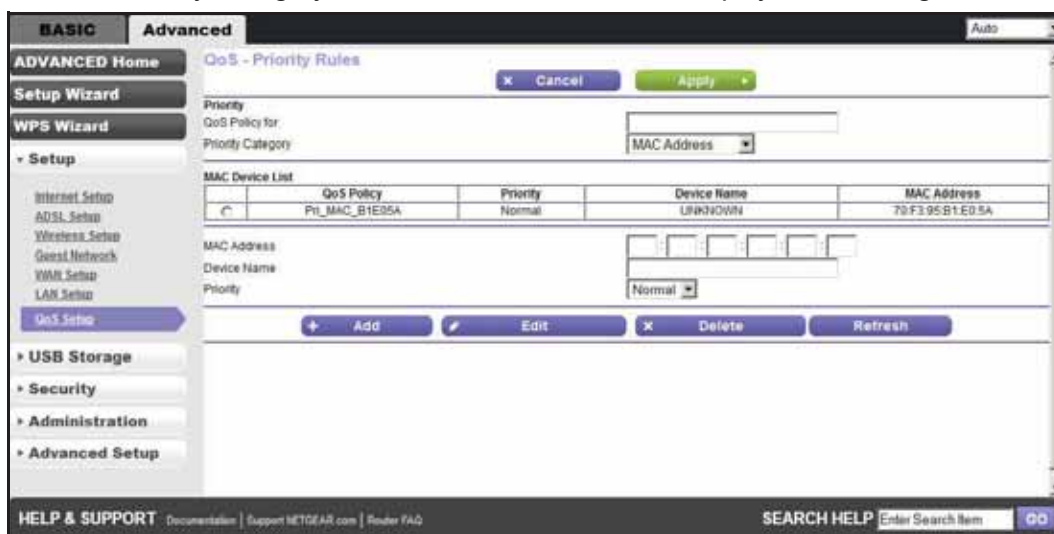 BASIC Advanced Auto
ADVANCED Home
Setup Wizard
WPS Wizard
Setup
Internet Setup
ADSL Setup
Wireless Setup
Guest Network
WAN Setup
LAN Setup
QoS Setup
USB Storage
Security
Administration
Advanced Setup
QoS - Priority Rules
x Cancel Apply
Priority
QoS Policy for
Priority Category MAC Address
MAC Device List
QoS Policy Priority Device Name MAC Address
Pri_MAC_B1E05A Normal UNKNOWN 70:F3:95:B1:E0:5A
MAC Address : : : : :
Device Name
Priority Normal
+ Add Edit x Delete Refresh
HELP & SUPPORT Documentation | Support NETGEAR.com | Router FAQ SEARCH HELP Enter Search Item GO